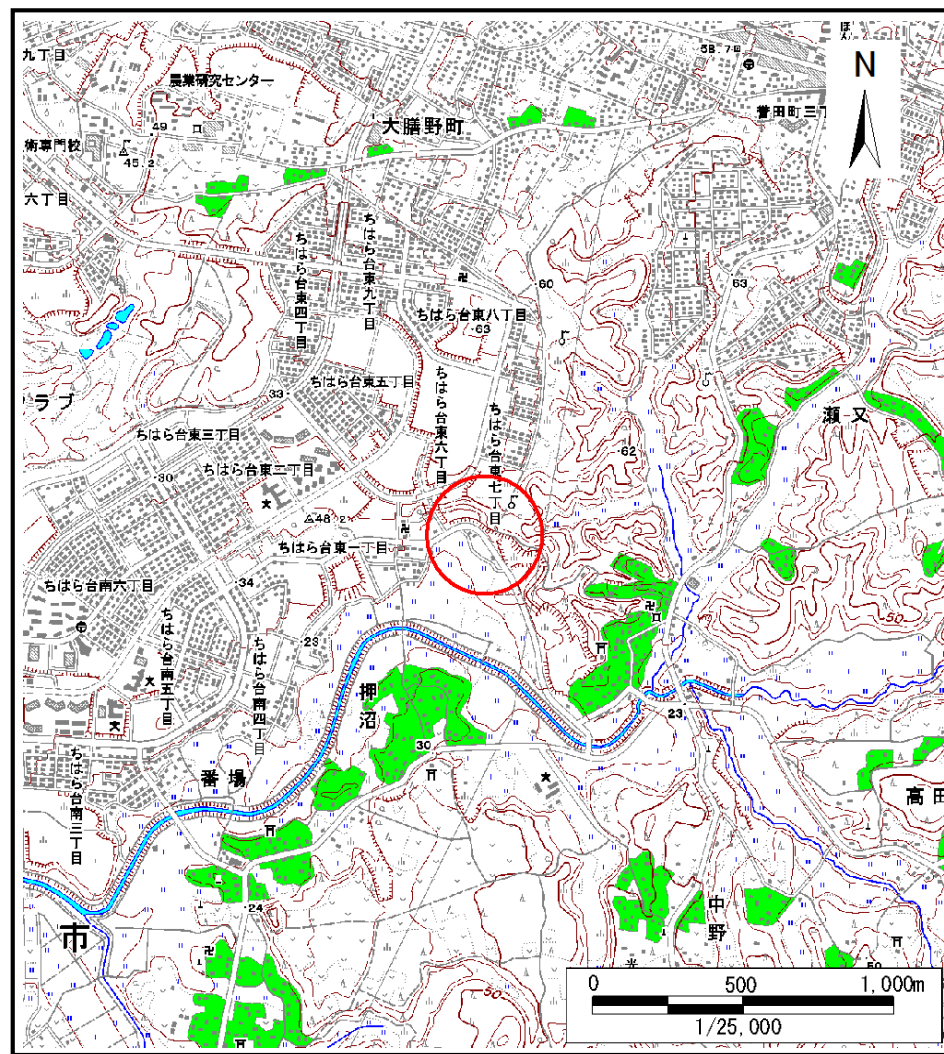 九丁目
農業研究センター
58.7
N
大膳野町
誉田町三丁
49
術専門校
45.2
六丁目
ちはら台東四丁目
ちはら台東九丁目
60
63
ちはら台東八丁目
63
ちはら台東五丁目
ラブ
33
瀬又
ちはら台東三丁目
ちはら台東六丁目
ちはら台東七丁目
62
30
ちはら台東二丁目
48.2
ちはら台東一丁目
ちはら台南六丁目
34
50
ちはら台南五丁目
23
ちはら台南四丁目
押沼
23
30
番場
高田
ちはら台南三丁目
24
中野
市
50
50
0 500 1,000m
1/25,000